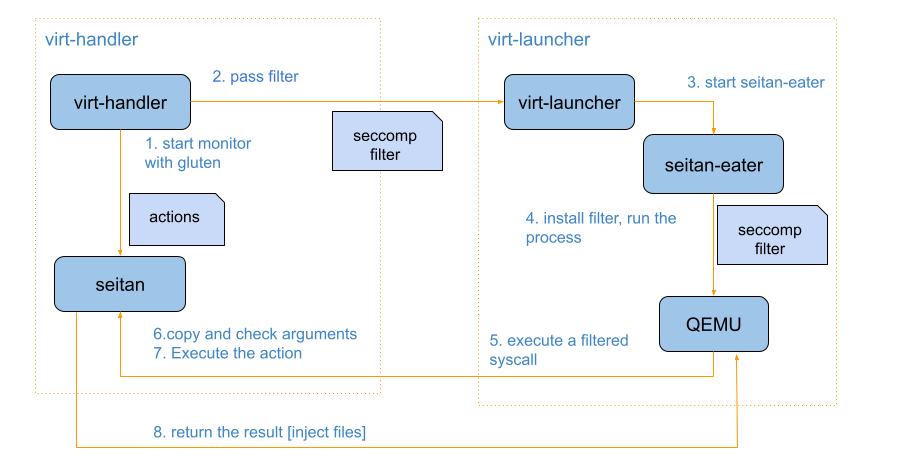 virt-handler
virt-launcher
virt-handler
2. pass filter
virt-launcher
3. start seitan-eater
1. start monitor
with gluten
seccomp
filter
seitan-eater
actions
4. install filter, run the
process
seccomp
filter
seitan
QEMU
6.copy and check arguments
7. Execute the action
5. execute a filtered
syscall
8. return the result [inject files]